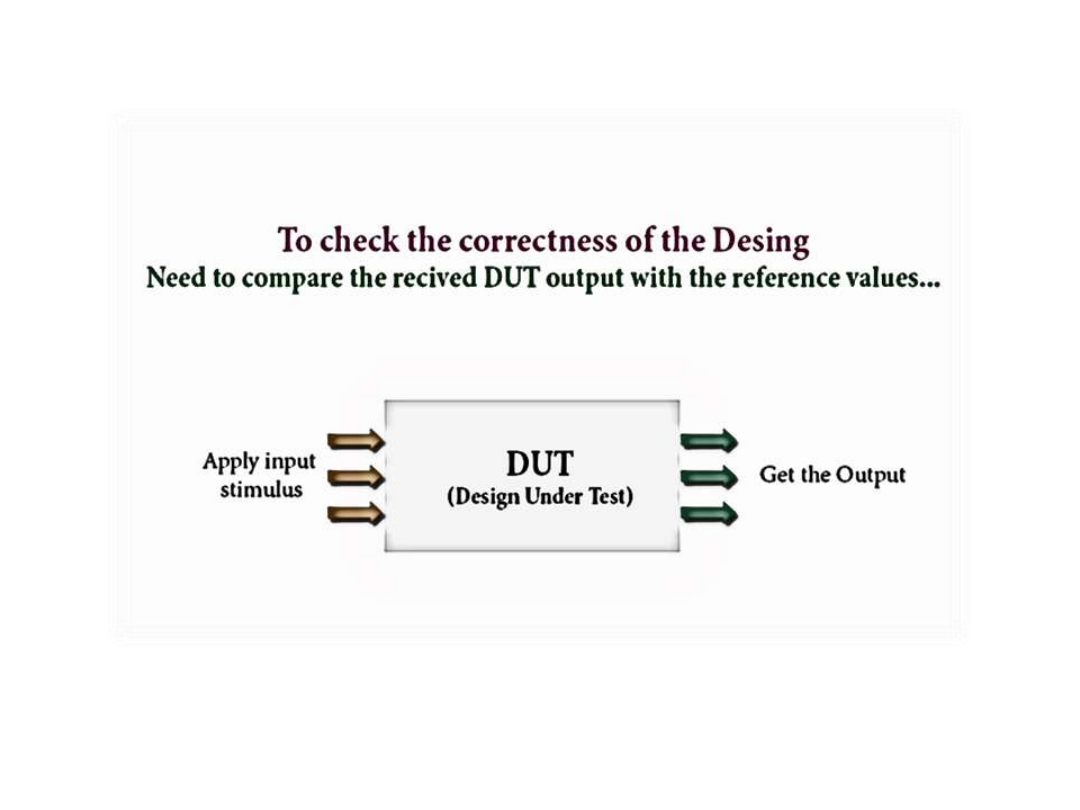 To check the correctness of the Desing
Need to compare the recived DUT output with the reference values...
Apply input
stimulus
DUT
(Design Under Test)
Get the Output